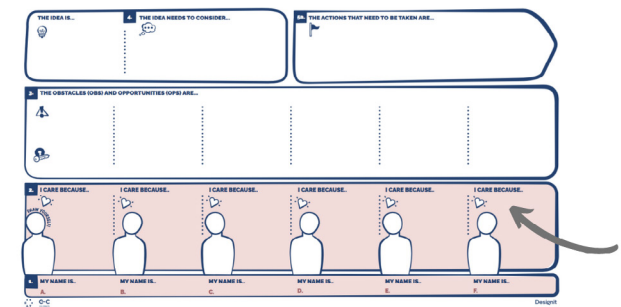 THE IDEA IS...
4. THE IDEA NEEDS TO CONSIDER...
THE ACTIONS THAT NEED TO BE TAKEN ARE...
3. THE OBSTACLES (OBS) AND OPPORTUNITIES (OPS) ARE...
2. I CARE BECAUSE.. I CARE BECAUSE.. I CARE BECAUSE.. I CARE BECAUSE.. I CARE BECAUSE.. I CARE BECAUSE..
DRAW YOURSELF!
1. MY NAME IS.. MY NAME IS.. MY NAME IS.. MY NAME IS.. MY NAME IS.. MY NAME IS..
A. B. C. D. E. F.
e-c
Designit